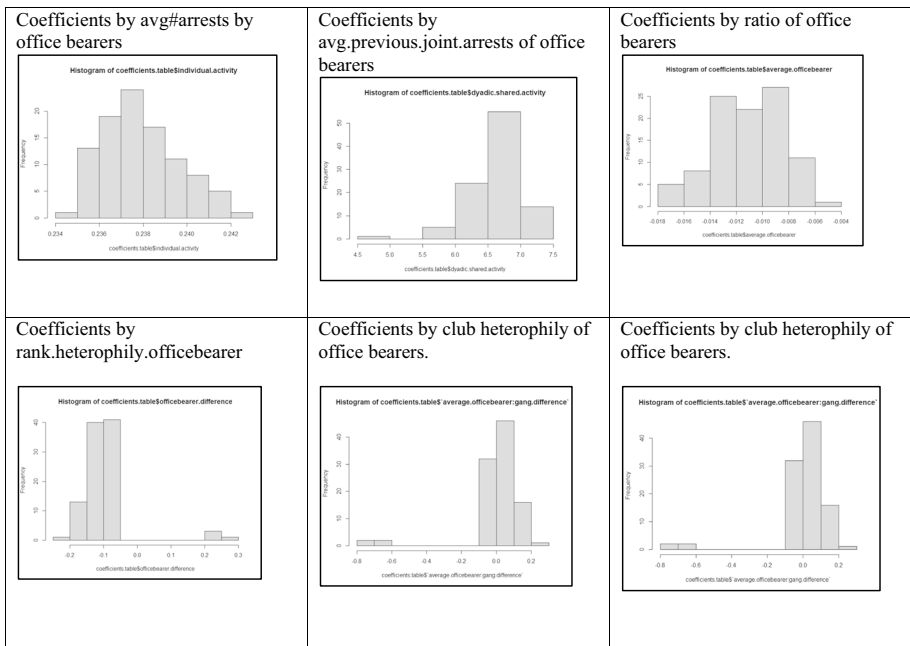 Coefficients by avg#arrests by
office bearers
Histogram of coefficients.table$individual.activity
Frequency
0
5
10
15
20
0.234
0.236
0.238
0.240
0.242
coefficients.table$individual.activity
Coefficients by
avg.previous.joint.arrests of office
bearers
Histogram of coefficients.table$dyadic.shared.activity
Frequency
0
10
20
30
40
50
4.5
5.0
5.5
6.0
6.5
7.0
7.5
coefficients.table$dyadic.shared.activity
Coefficients by ratio of office
bearers
Histogram of coefficients.table$average.officebearer
Frequency
0
5
10
15
20
25
-0.018
-0.016
-0.014
-0.012
-0.010
-0.008
-0.006
-0.004
coefficients.table$average.officebearer
Coefficients by
rank.heterophily.officebearer
Histogram of coefficients.table$officebearer.difference
Frequency
0
10
20
30
40
-0.2
-0.1
0.0
0.1
0.2
0.3
coefficients.table$officebearer.difference
Coefficients by club heterophily of
office bearers.
Histogram of coefficients.table$`average.officebearer:gang.difference`
Frequency
0
10
20
30
40
-0.8
-0.6
-0.4
-0.2
0.0
0.2
coefficients.table$`average.officebearer:gang.difference`
Coefficients by club heterophily of
office bearers.
Histogram of coefficients.table$`average.officebearer:gang.difference`
Frequency
0
10
20
30
40
-0.8
-0.6
-0.4
-0.2
0.0
0.2
coefficients.table$`average.officebearer:gang.difference`